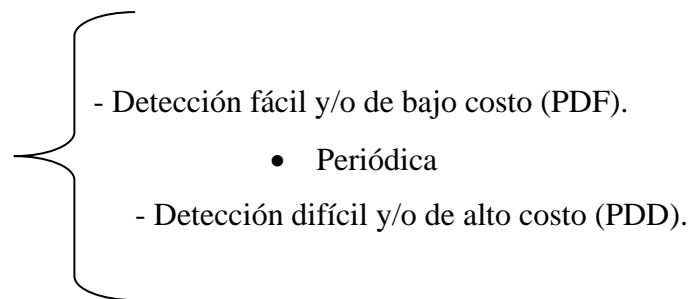 - Detección fácil y/o de bajo costo (PDF).
• Periódica
- Detección difícil y/o de alto costo (PDD).